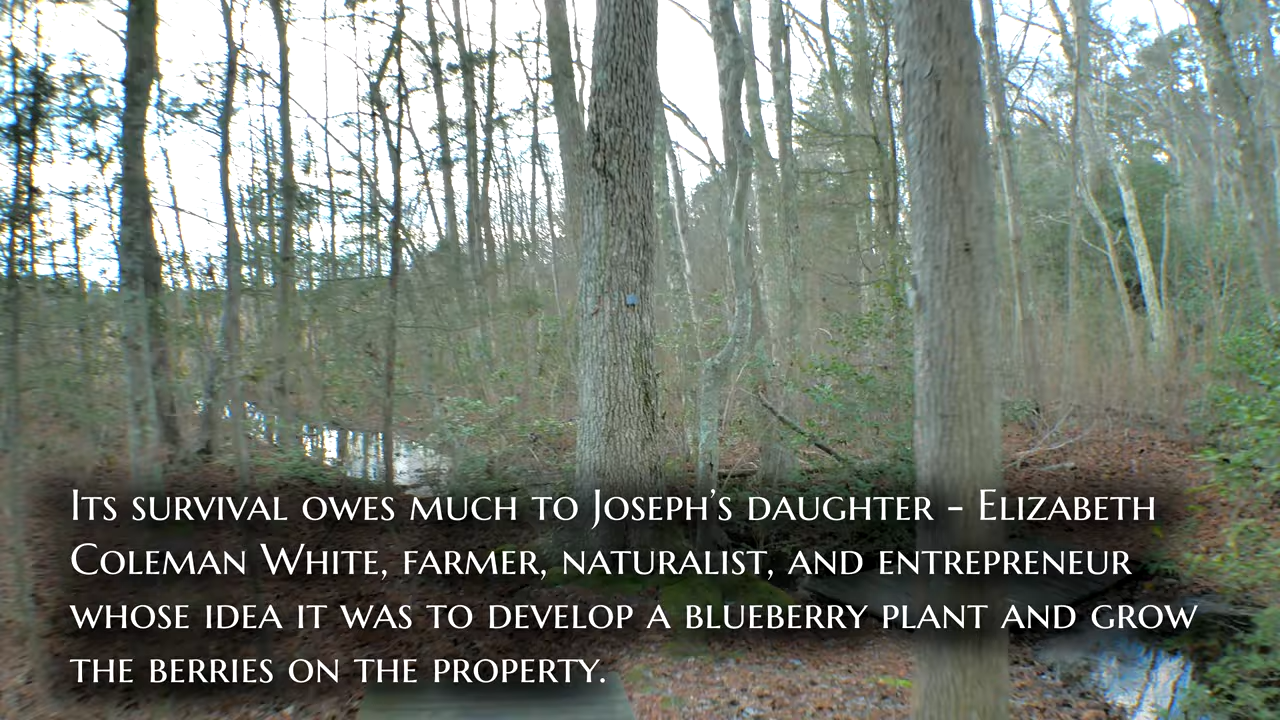 Its survival owes much to Joseph's daughter - Elizabeth
Coleman White, farmer, naturalist, and entrepreneur
whose idea it was to develop a blueberry plant and grow
the berries on the property.